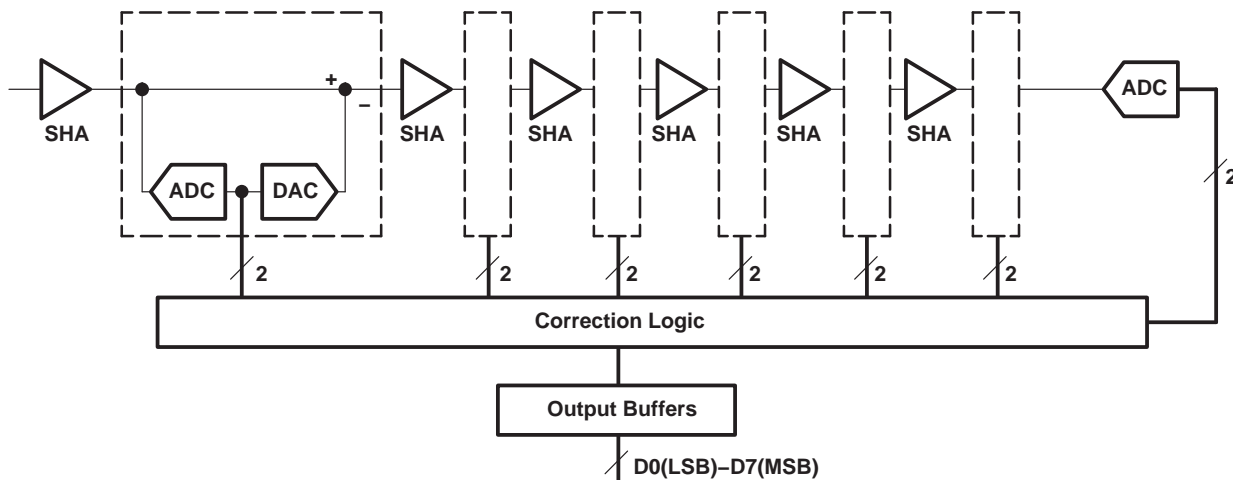 +
−
ADC
SHA
SHA
SHA
SHA
SHA
SHA
ADC
DAC
2
2
2
2
2
2
2
Correction Logic
Output Buffers
D0(LSB)−D7(MSB)